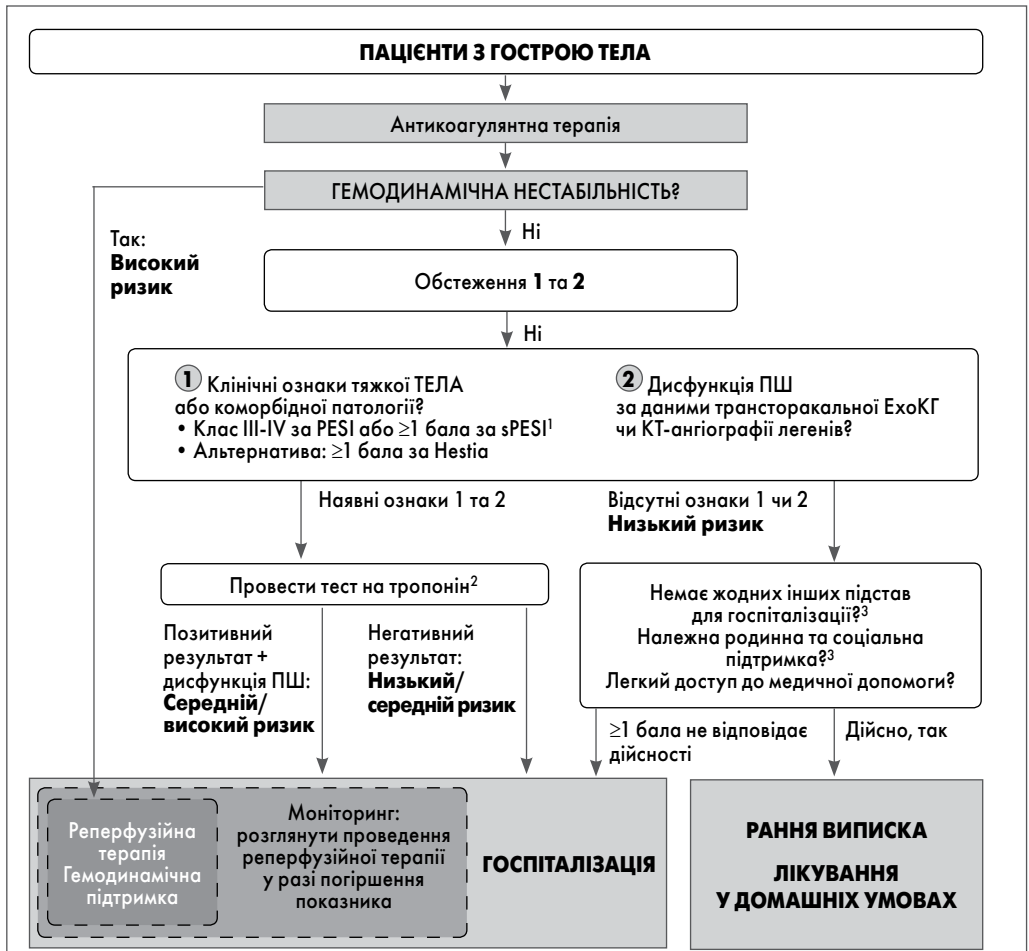 ПАЦІЄНТИ З ГОСТРОЮ ТЕЛА
Антикоагулянтна терапія
ГЕМОДИНАМІЧНА НЕСТАБІЛЬНІСТЬ?
Ні
Так:
Високий
ризик
Обстеження 1 та 2
Ні
1 Клінічні ознаки тяжкої ТЕЛА
або коморбідної патології?
• Клас III-IV за PESI або ≥1 бала за sPESI¹
• Альтернатива: ≥1 бала за Hestia
2 Дисфункція ПШ
за даними трансторакальної ЕхоКГ
чи КТ-ангіографії легенів?
Наявні ознаки 1 та 2
Відсутні ознаки 1 чи 2
Низький ризик
Провести тест на тропонін²
Позитивний
результат +
дисфункція ПШ:
Середній/
високий ризик
Негативний
результат:
Низький/
середній ризик
Немає жодних інших підстав
для госпіталізації?³
Належна родинна та соціальна
підтримка?³
Легкий доступ до медичної допомоги?
≥1 бала не відповідає
дійсності
Дійсно, так
Реперфузійна
терапія
Гемодинамічна
підтримка
Моніторинг:
розглянути проведення
реперфузійної терапії
у разі погіршення
показника
ГОСПІТАЛІЗАЦІЯ
РАННЯ ВИПИСКА
ЛІКУВАННЯ
У ДОМАШНІХ УМОВАХ